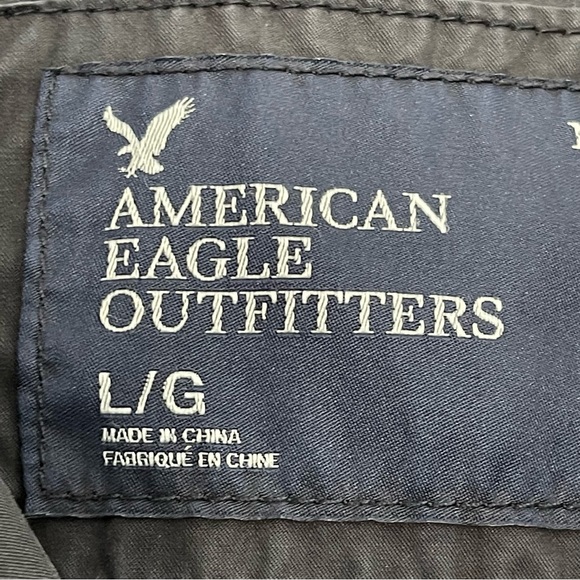 AMERICAN
EAGLE
OUTFITTERS
L/G
MADE IN CHINA
FABRIQUÉ EN CHINE